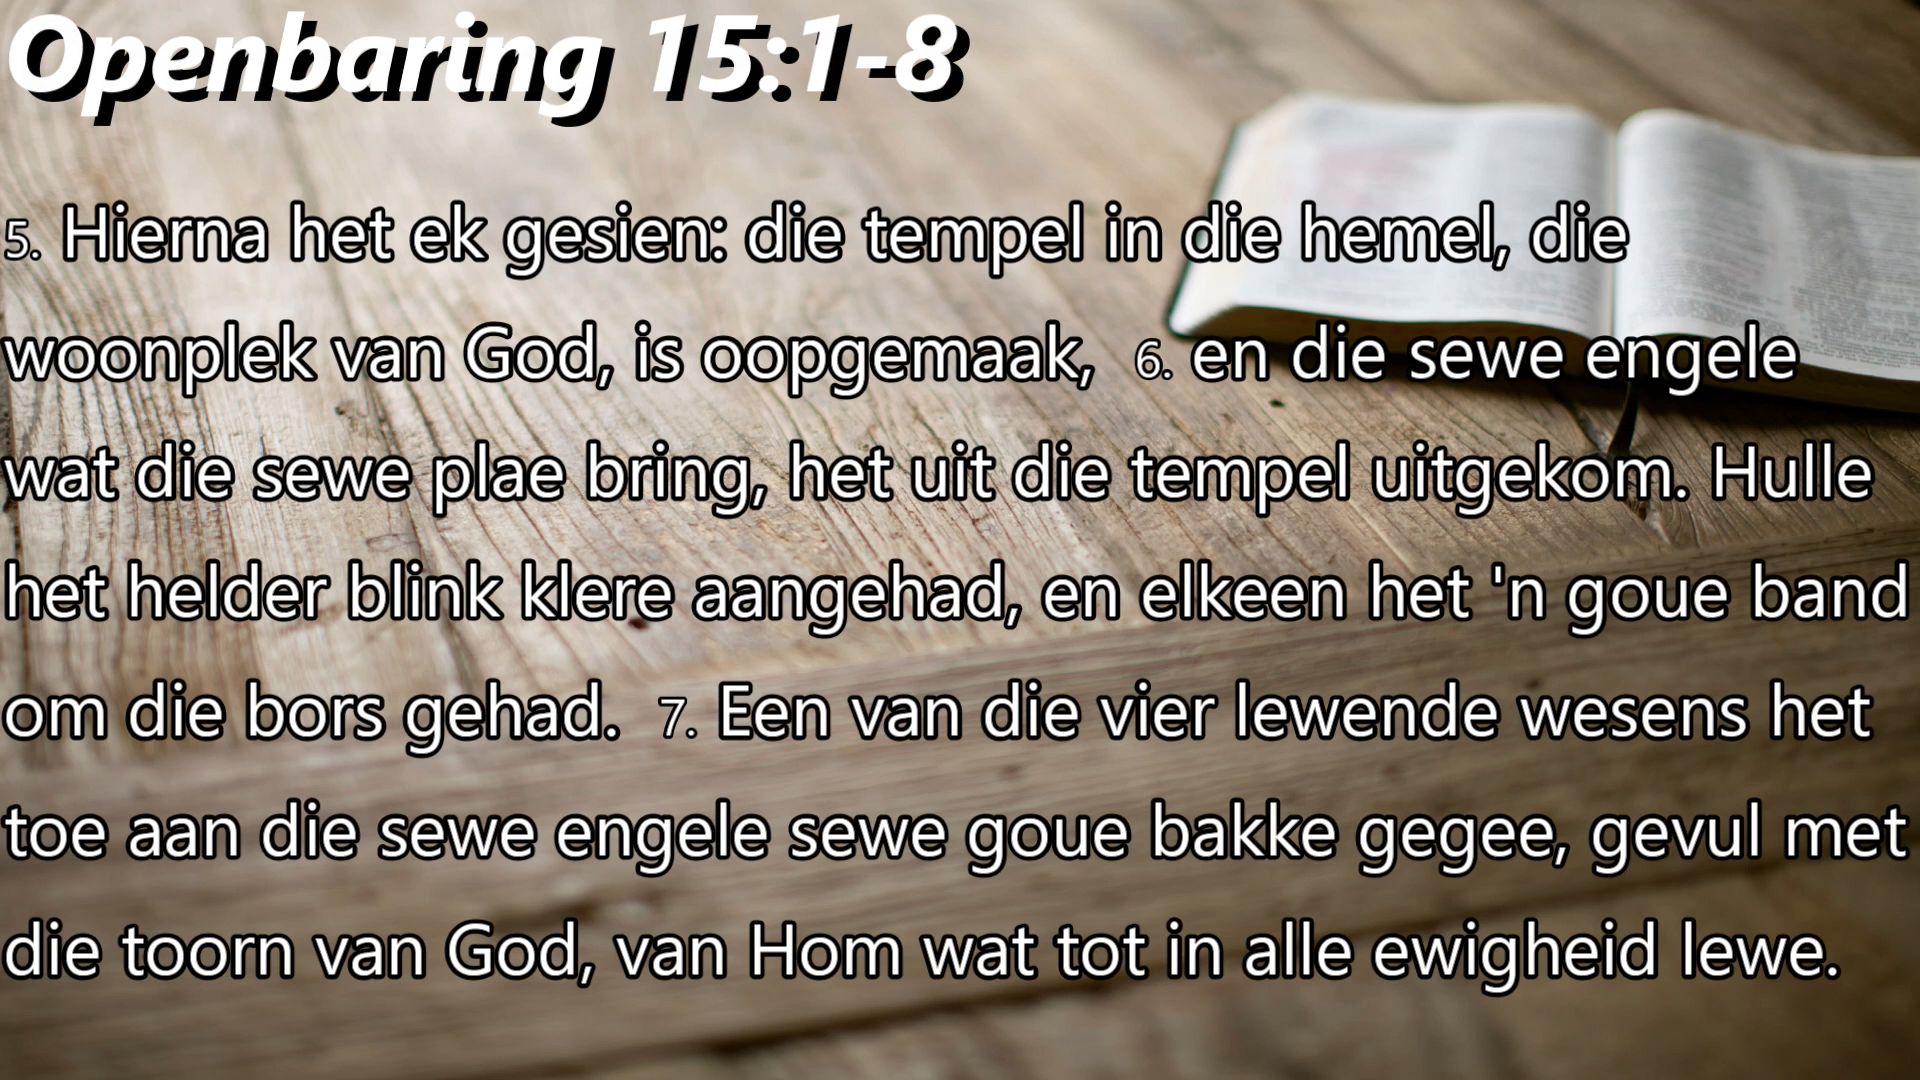 Openbaring 15:1-8
5. Hierna het ek gesien: die tempel in die hemel, die
woonplek van God, is oopgemaak, 6. en die sewe engele
wat die sewe plae bring, het uit die tempel uitgekom. Hulle
het helder blink klere aangehad, en elkeen het 'n goue band
om die bors gehad. 7. Een van die vier lewende wesens het
toe aan die sewe engele sewe goue bakke gegee, gevul met
die toorn van God, van Hom wat tot in alle ewigheid lewe.